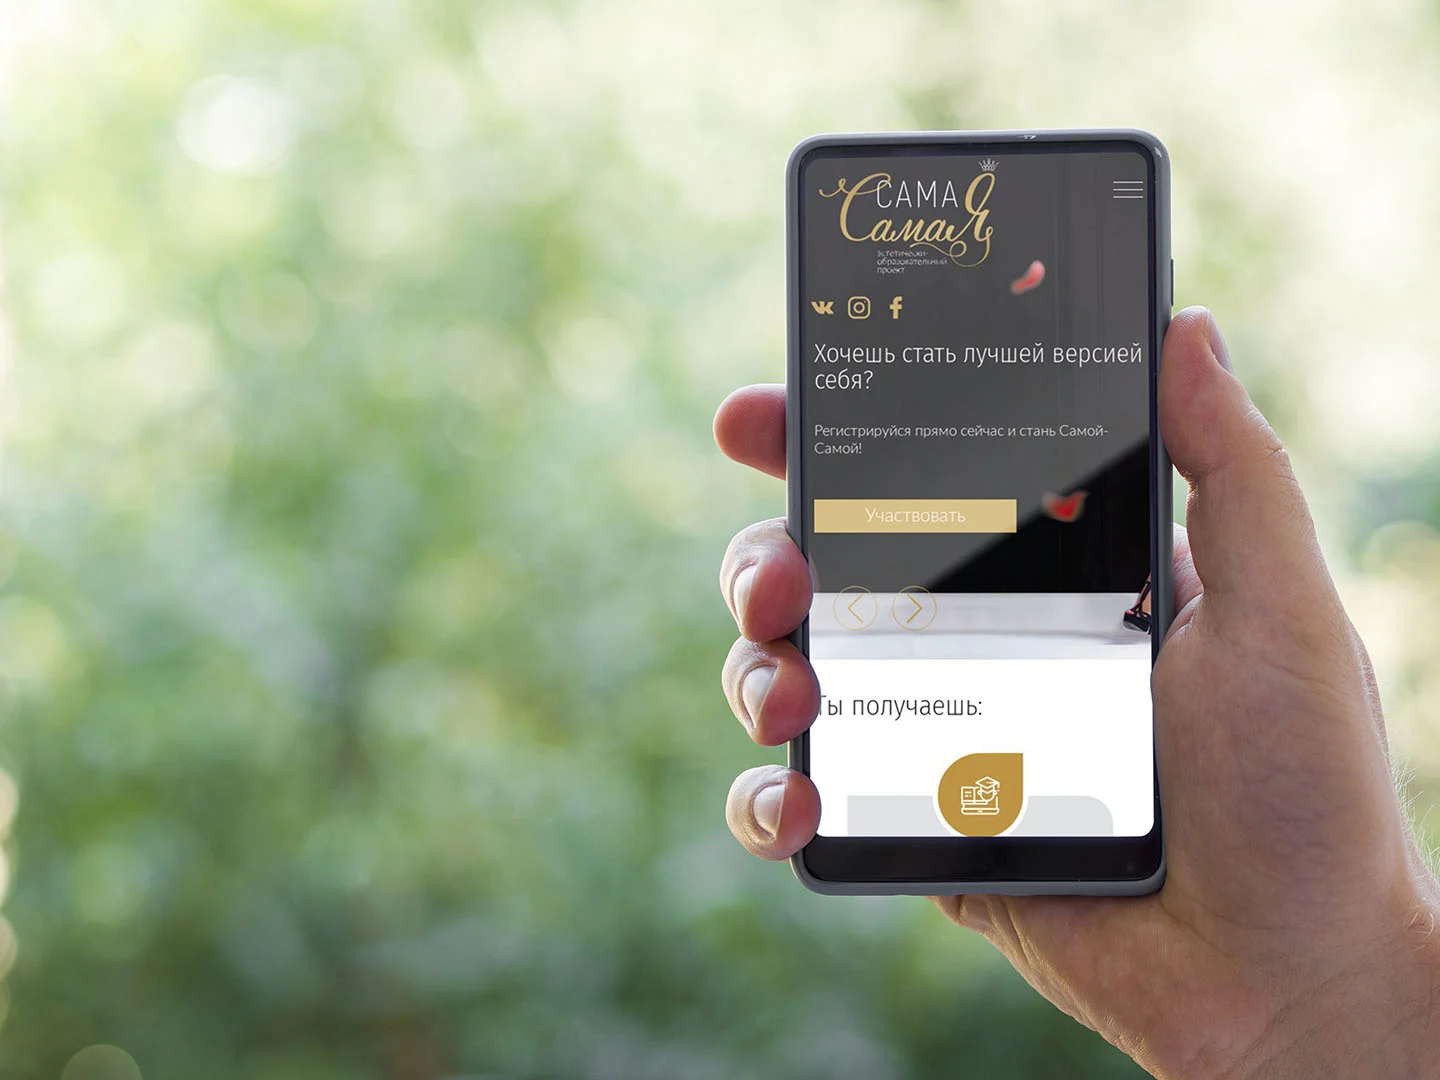 САМА
СамаЯ
эстетически-
образовательный
проект
Хочешь стать лучшей версией
себя?
Регистрируйся прямо сейчас и стань Самой-
Самой!
Участвовать
Ты получаешь: